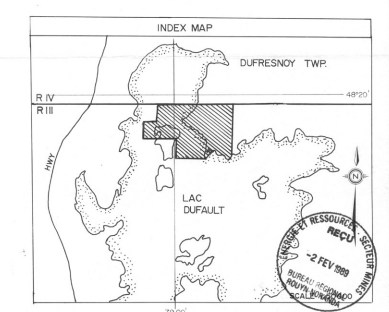 INDEX MAP
DUFRESNOY TWP.
R IV
48°20'
R III
HWY
N
LAC
DUFAULT
ÉNERGIE ET RESSOURCES - SECTEUR MINES
REÇU
-2 FEV 1989
BUREAU RÉGIONAL
ROUYN-NORANDA
SCALE